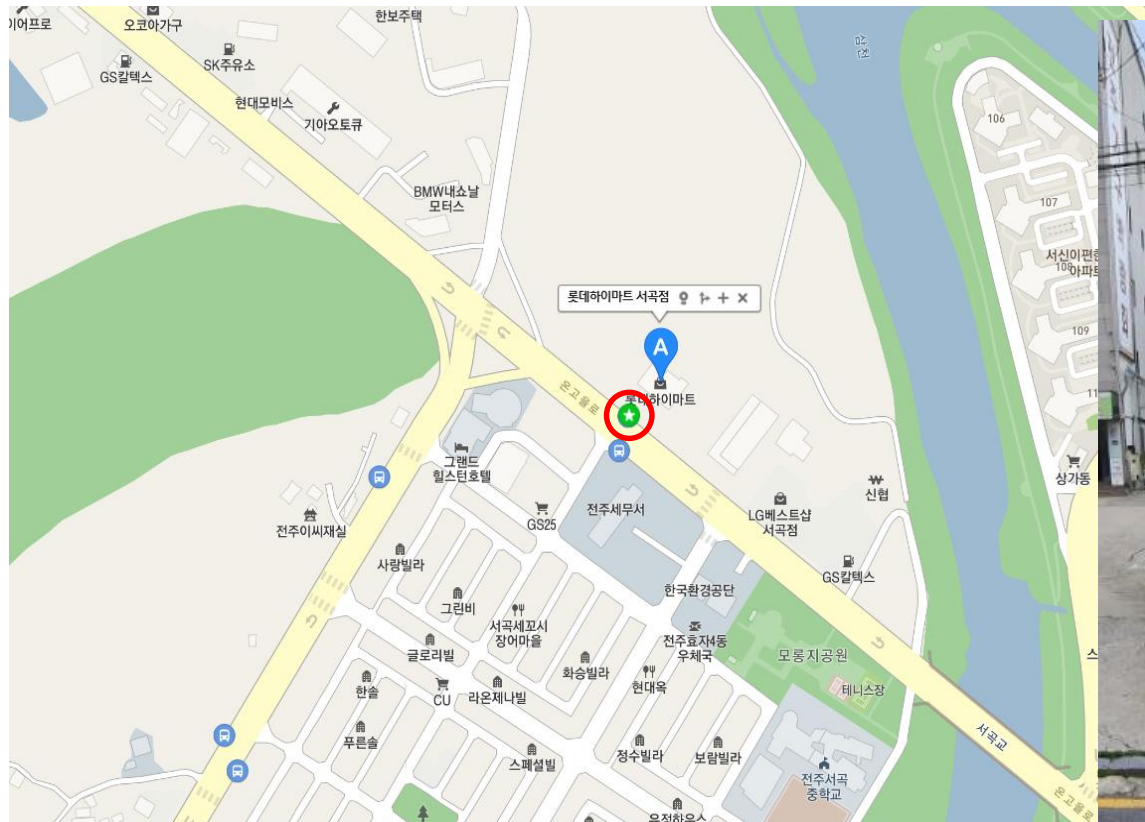 이어프로
오코아가구
한보주택
GS칼텍스
SK주유소
현대모비스
기아오토큐
BMW내쇼날
모터스
삼천
106
107
서신이편한
108
아파트
109
11
롯데하이마트 서곡점
A
롯데하이마트
온고을로
그랜드
힐스턴호텔
전주이씨재실
GS25
전주세무서
LG베스트샵
서곡점
신협
상가동
GS칼텍스
사랑빌라
그린비
서곡세꼬시
장어마을
한국환경공단
전주효자4동
우체국
모롱지공원
테니스장
글로리빌
화승빌라
현대옥
한솔
CU
라온제나빌
푸른솔
스페셜빌
정수빌라
보람빌라
전주서곡
중학교
서곡교
온고을로
우정하우스